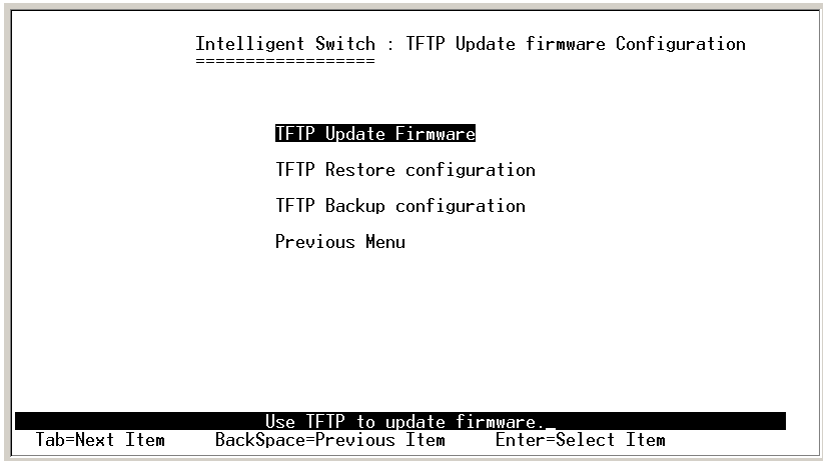 Intelligent Switch : TFTP Update firmware Configuration
==================
TFTP Update Firmware
TFTP Restore configuration
TFTP Backup configuration
Previous Menu
Use TFTP to update firmware._
Tab=Next Item BackSpace=Previous Item Enter=Select Item